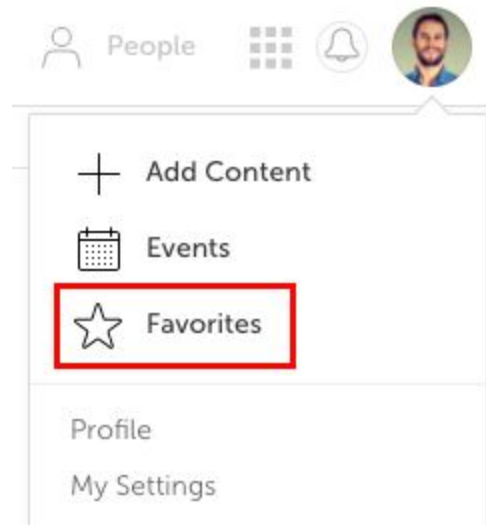 People
Add Content
Events
Favorites
Profile
My Settings